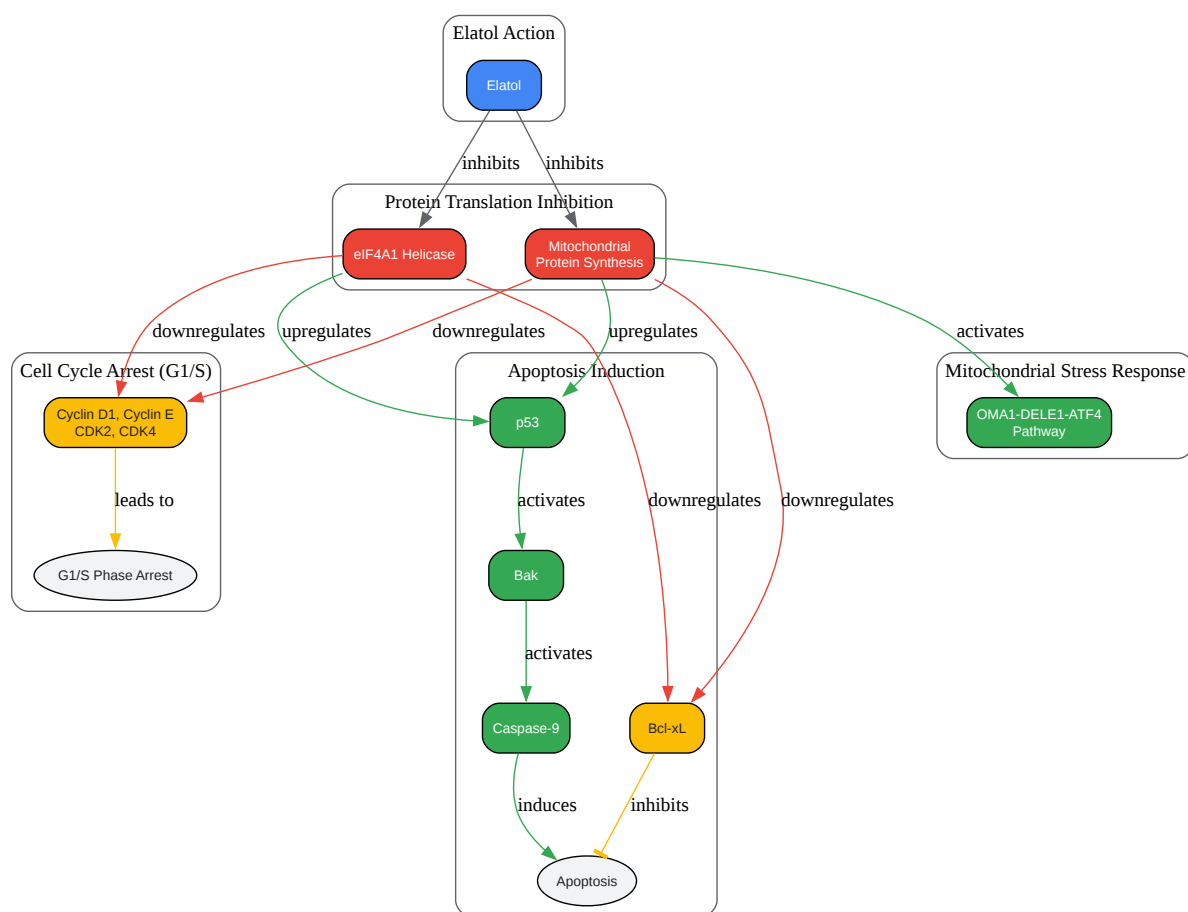 Elatol Action
Elatol
inhibits
inhibits
Protein Translation Inhibition
eIF4A1 Helicase
Mitochondrial
Protein Synthesis
downregulates
upregulates
downregulates
upregulates
activates
Cell Cycle Arrest (G1/S)
Cyclin D1, Cyclin E
CDK2, CDK4
leads to
G1/S Phase Arrest
Apoptosis Induction
p53
activates
downregulates
downregulates
Bak
activates
Caspase-9
Bcl-xL
induces
inhibits
Apoptosis
Mitochondrial Stress Response
OMA1-DELE1-ATF4
Pathway